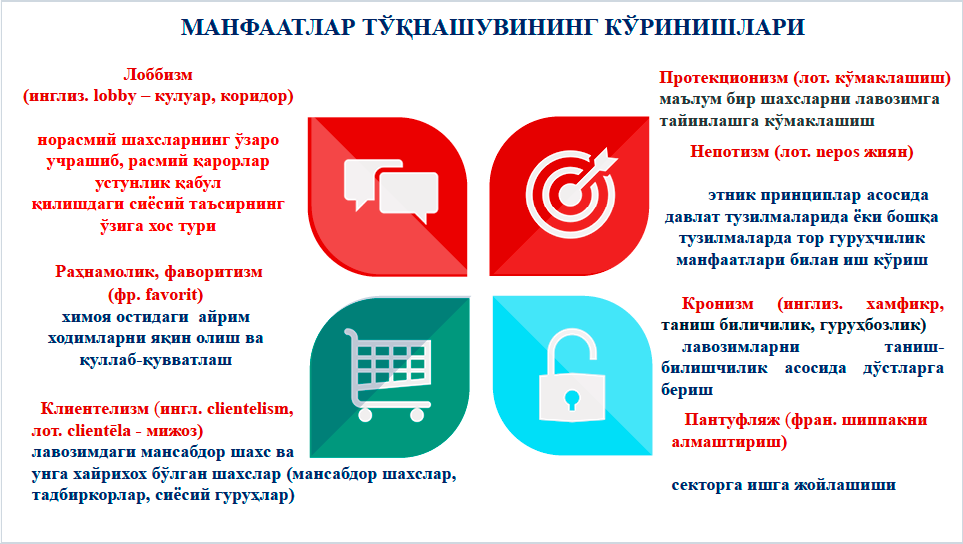 МАНФААТЛАР ТЎҚНАШУВИНИНГ КЎРИНИШЛАРИ
Лоббизм
(инглиз. lobby – кулуар, коридор)
норасмий шахсларнинг ўзаро
учрашиб, расмий қарорлар
устунлик қабул
қилишдаги сиёсий таъсирнинг
ўзига хос тури
Раҳнамолик, фаворитизм
(фр. favorit)
химоя остидаги айрим
ходимларни яқин олиш ва
қуллаб-қувватлаш
Клиентелизм (ингл. clientelism,
лот. clientēla - мижоз)
лавозимдаги мансабдор шахс ва
унга хайрихох бўлган шахслар (мансабдор шахслар,
тадбиркорлар, сиёсий гуруҳлар)
Протекционизм (лот. кўмаклашиш)
маълум бир шахсларни лавозимга
тайинлашга кўмаклашиш
Непотизм (лот. nepos жиян)
этник принциплар асосида
давлат тузилмаларида ёки бошқа
тузилмаларда тор гуруҳчилик
манфаатлари билан иш кўриш
Кронизм (инглиз. хамфикр,
таниш биличилик, гуруҳбозлик)
лавозимларни таниш-
билишчилик асосида дўстларга
бериш
Пантуфляж (фран. шиппакни
алмаштириш)
секторга ишга жойлашиши